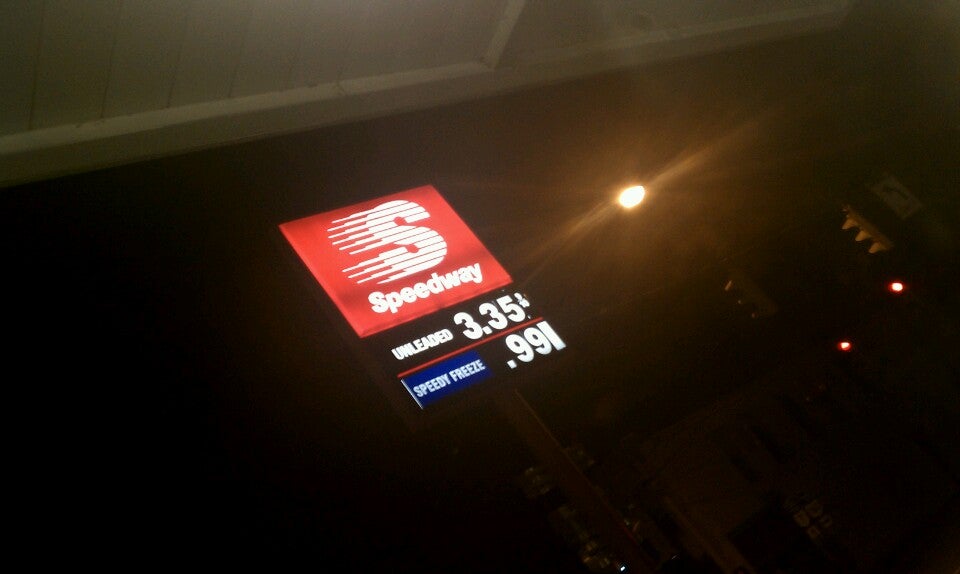 S
Speedway
UNLEADED 3.35
SPEEDY FREEZE .99